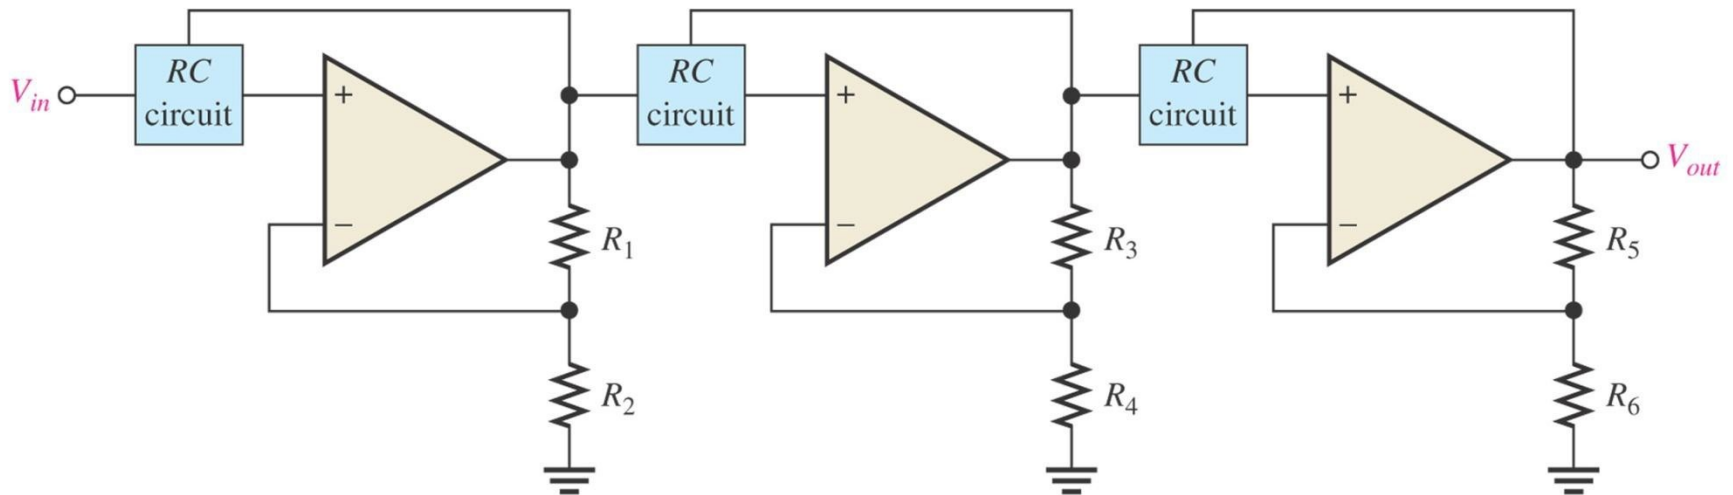 V_in
RC
circuit
+
−
R_1
R_2
RC
circuit
+
−
R_3
R_4
RC
circuit
+
−
V_out
R_5
R_6